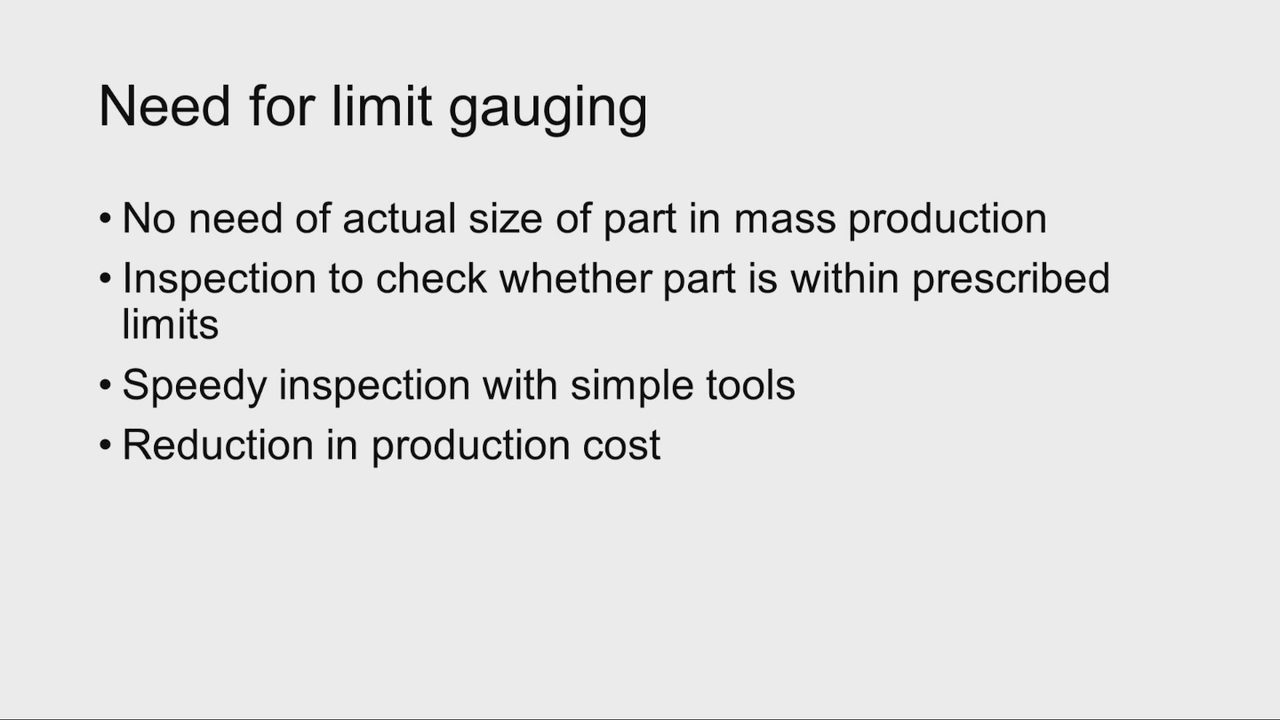 Need for limit gauging
• No need of actual size of part in mass production
• Inspection to check whether part is within prescribed
limits
• Speedy inspection with simple tools
• Reduction in production cost